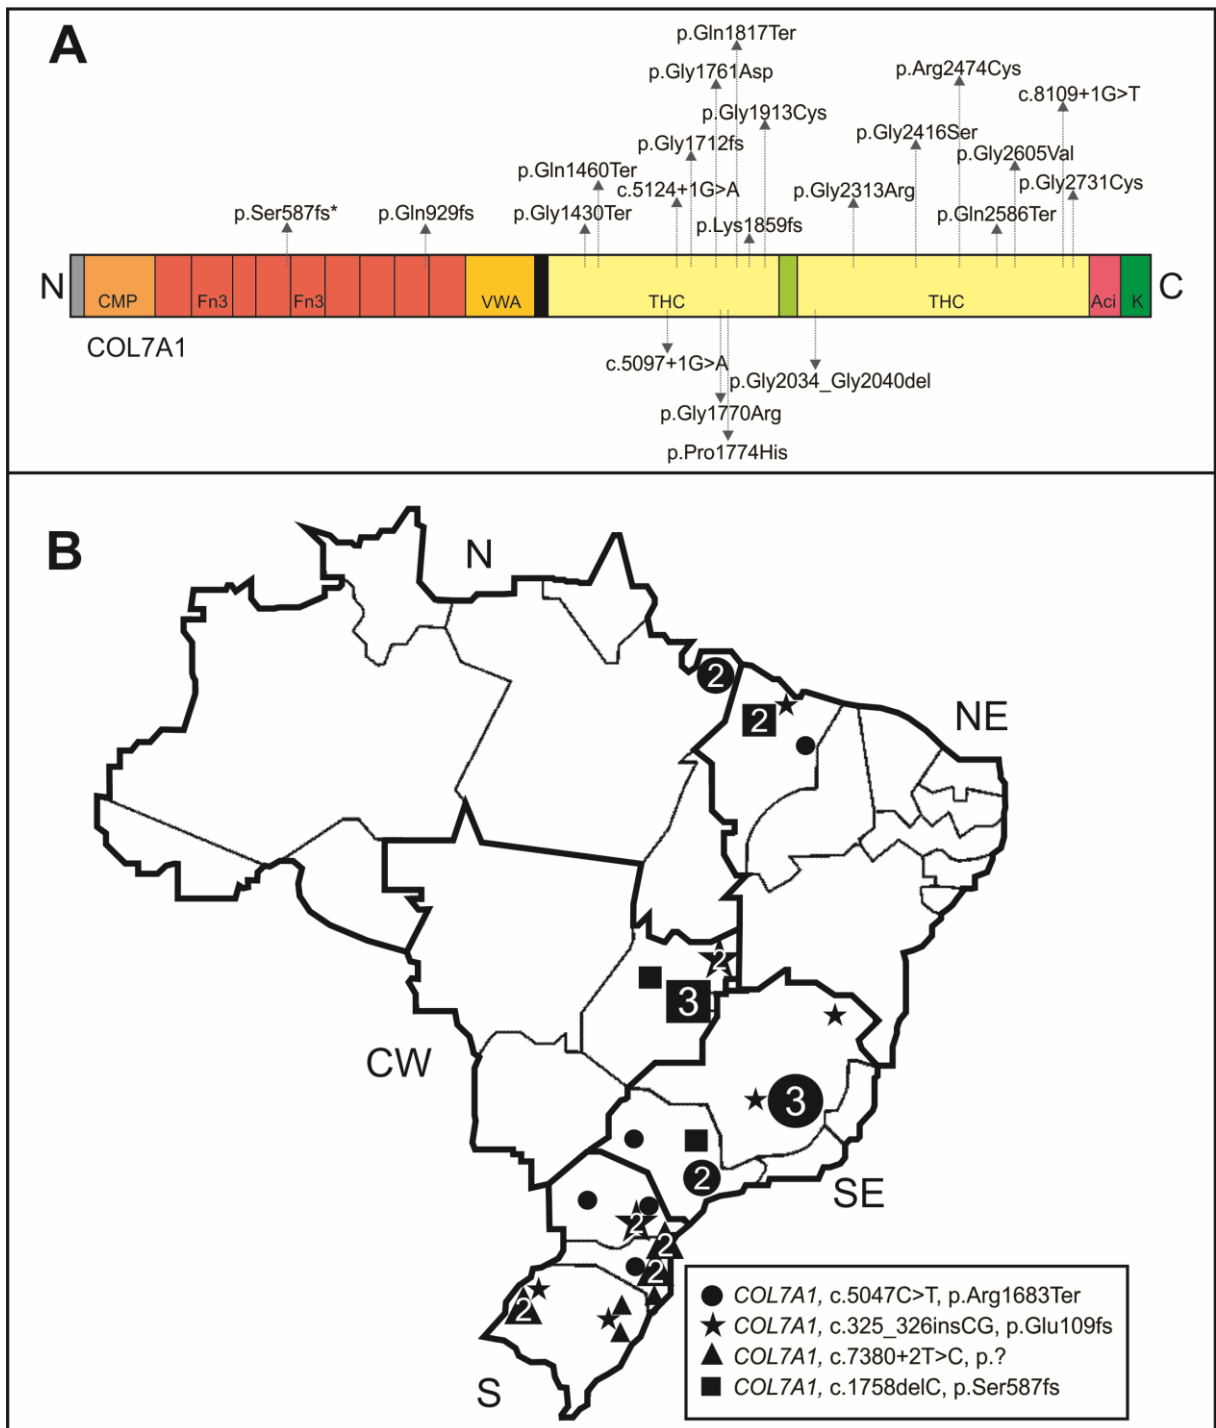 A
p.Gln1817Ter
p.Gly1761Asp
p.Arg2474Cys
c.8109+1G>T
p.Gly1913Cys
p.Gly2416Ser
p.Gly1712fs
p.Gly2605Val
p.Gln1460Ter
c.5124+1G>A
p.Gly2313Arg
p.Gly2731Cys
p.Ser587fs*
p.Gln929fs
p.Gly1430Ter
p.Lys1859fs
p.Gln2586Ter
N CMP Fn3 Fn3 VWA THC THC Aci K C
COL7A1
c.5097+1G>A
p.Gly2034_Gly2040del
p.Gly1770Arg
p.Pro1774His
B
N
2
NE
2
2
3
CW
3
2
SE
2
2
2
2
S
COL7A1, c.5047C>T, p.Arg1683Ter
COL7A1, c.325_326insCG, p.Glu109fs
COL7A1, c.7380+2T>C, p.?
COL7A1, c.1758delC, p.Ser587fs